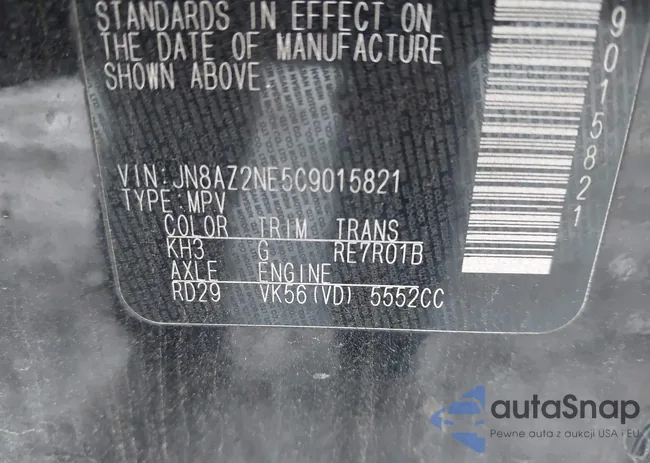 STANDARDS IN EFFECT ON
THE DATE OF MANUFACTURE
SHOWN ABOVE.
VIN:JN8AZ2NE5C9015821
TYPE:MPV
COLOR TRIM TRANS
KH3 G RE7R01B
AXLE ENGINE
RD29 VK56(VD) 5552CC
9015821
autaSnap
Pewne auta z aukcji USA i EU